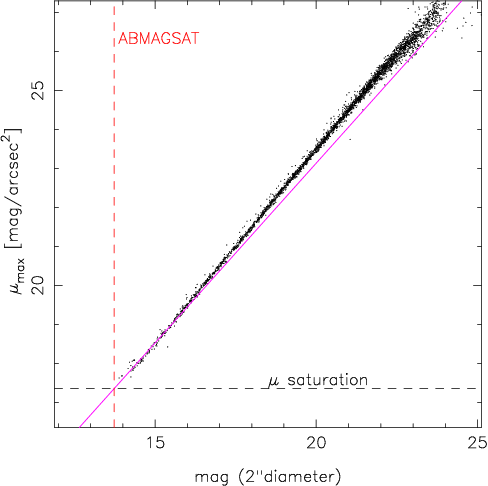 ABMAGSAT
25
20
μmax [mag/arcsec²]
μ saturation
15 20 25
mag (2"diameter)